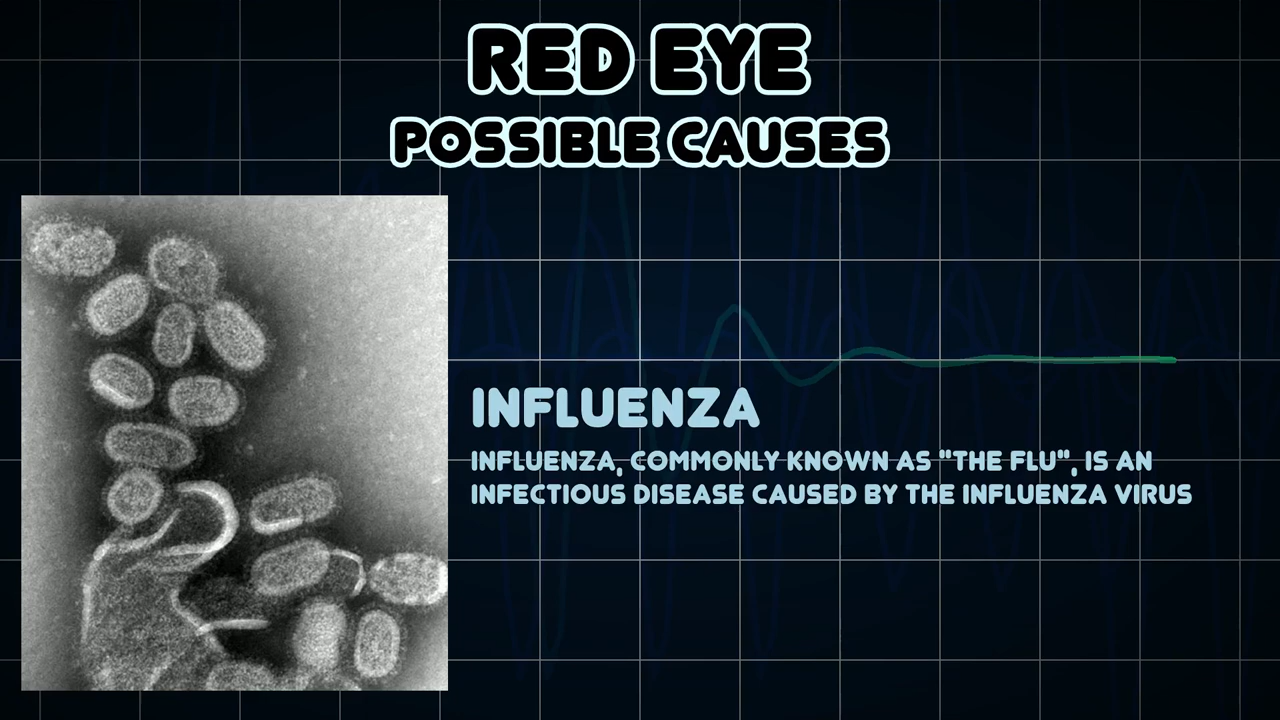 RED EYE
POSSIBLE CAUSES
INFLUENZA
INFLUENZA, COMMONLY KNOWN AS "THE FLU", IS AN
INFECTIOUS DISEASE CAUSED BY THE INFLUENZA VIRUS